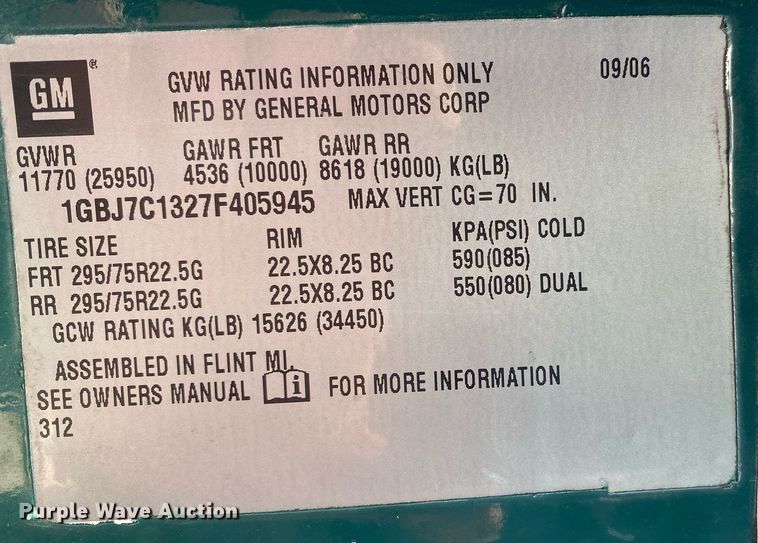 GM ®
GVW RATING INFORMATION ONLY 09/06
MFD BY GENERAL MOTORS CORP
GVWR GAWR FRT GAWR RR
11770 (25950) 4536 (10000) 8618 (19000) KG(LB)
1GBJ7C1327F405945 MAX VERT CG=70 IN.
TIRE SIZE RIM KPA(PSI) COLD
FRT 295/75R22.5G 22.5X8.25 BC 590(085)
RR 295/75R22.5G 22.5X8.25 BC 550(080) DUAL
GCW RATING KG(LB) 15626 (34450)
ASSEMBLED IN FLINT MI.
SEE OWNERS MANUAL i FOR MORE INFORMATION
312
Purple Wave Auction